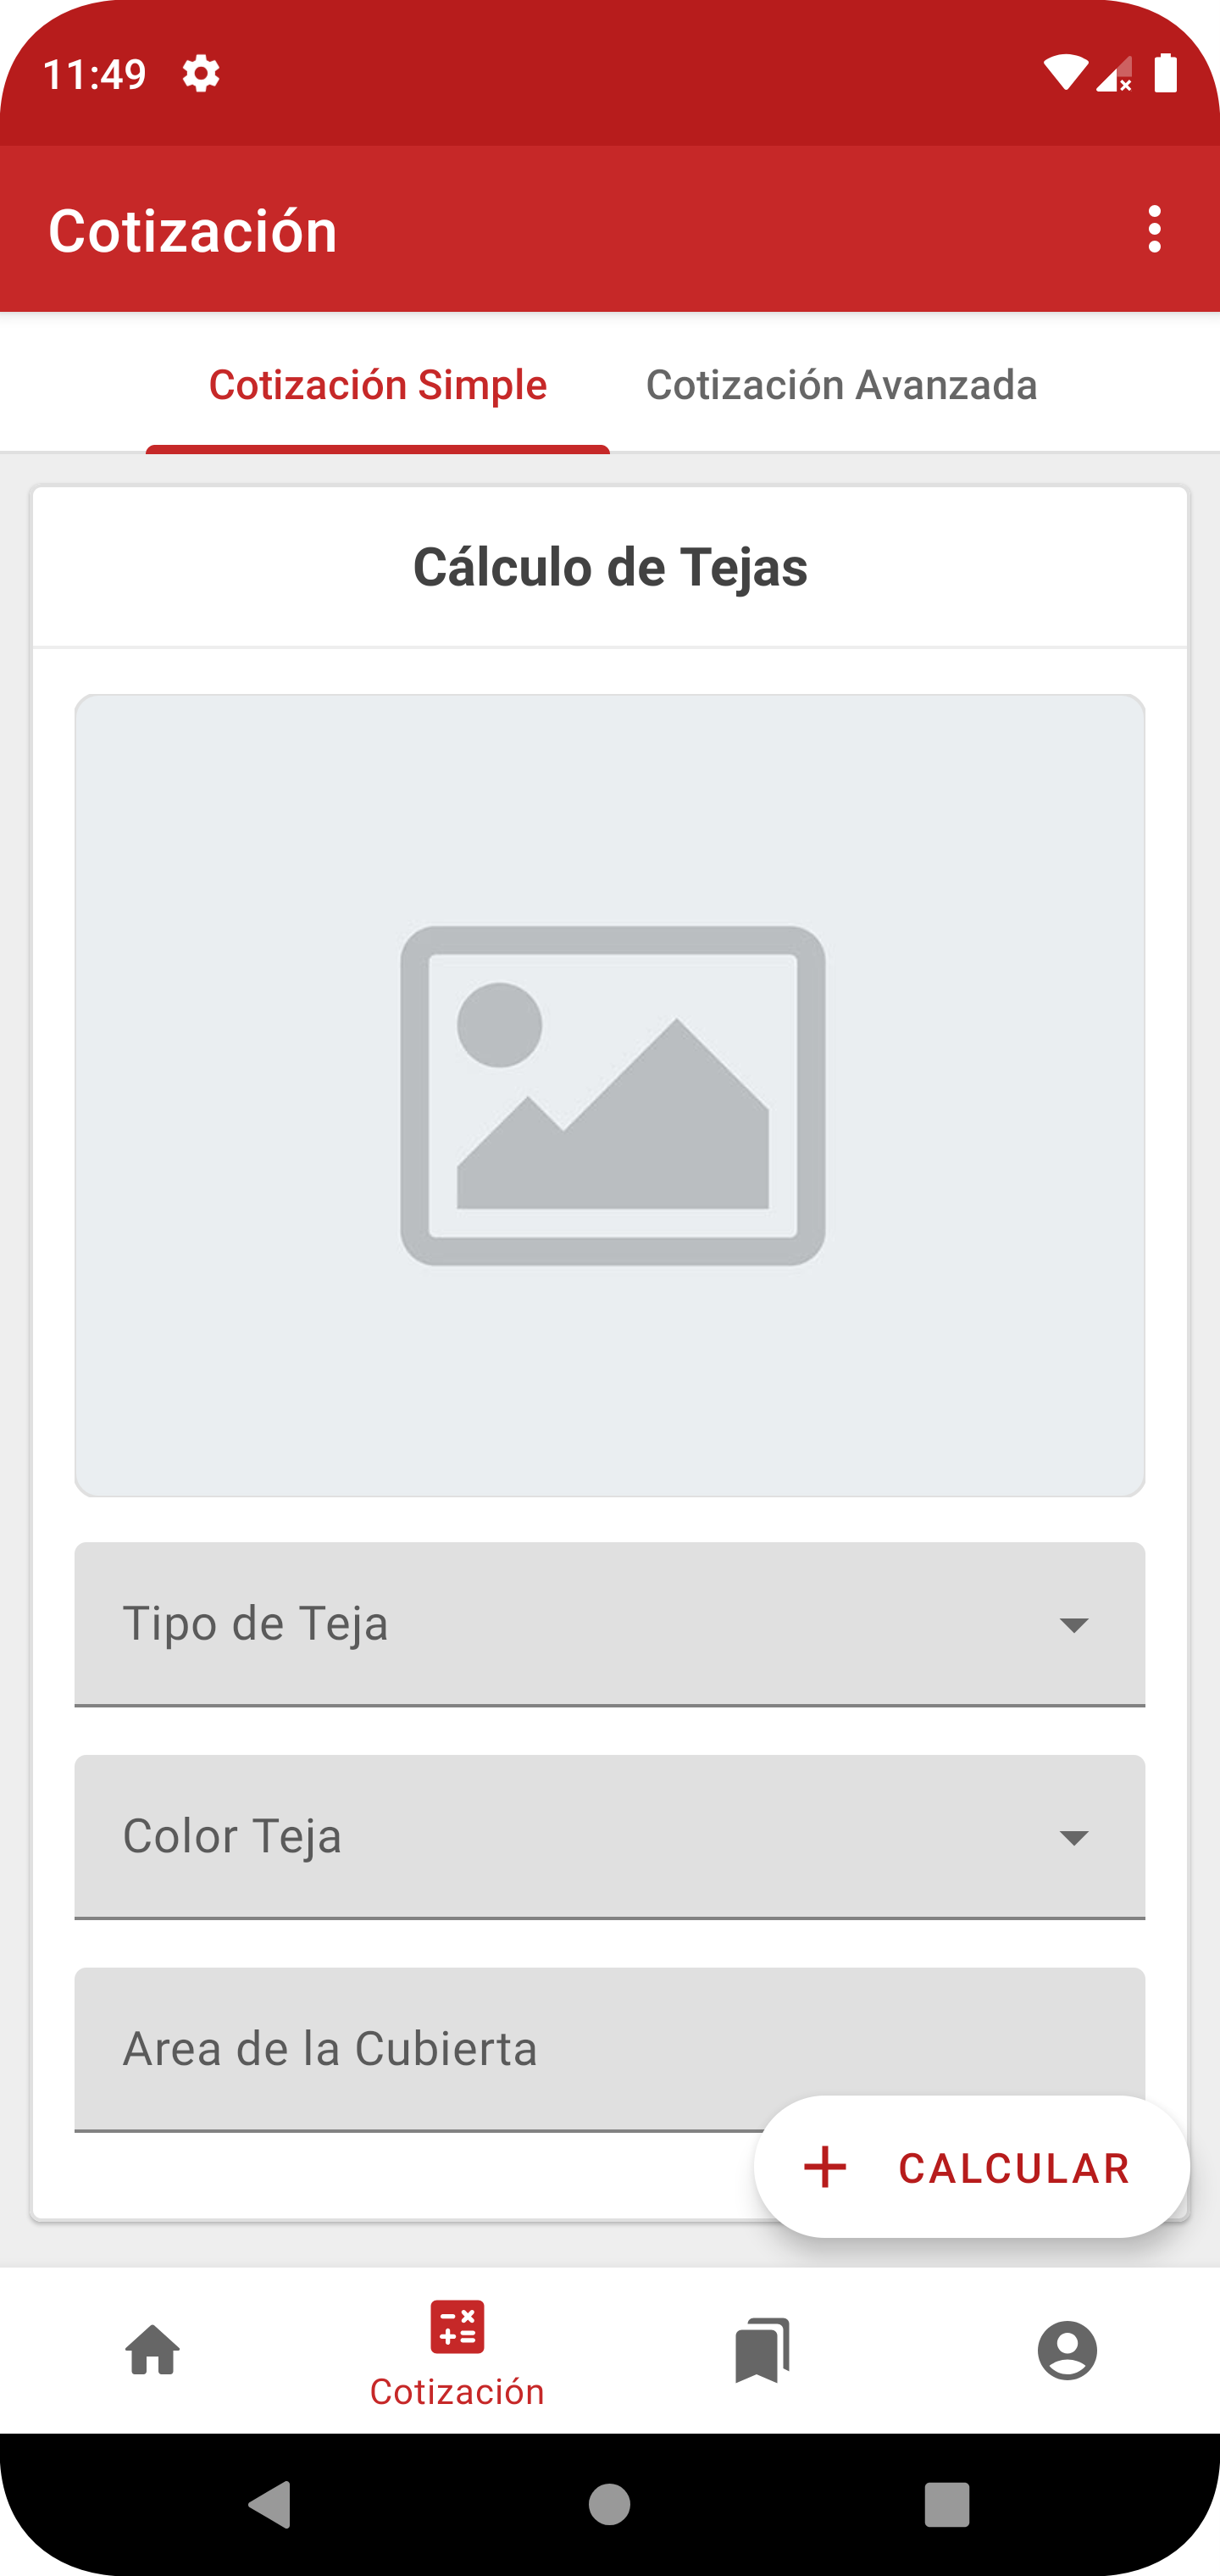 11:49
Cotización
Cotización Simple Cotización Avanzada
Cálculo de Tejas
Tipo de Teja
Color Teja
Area de la Cubierta
CALCULAR
Cotización